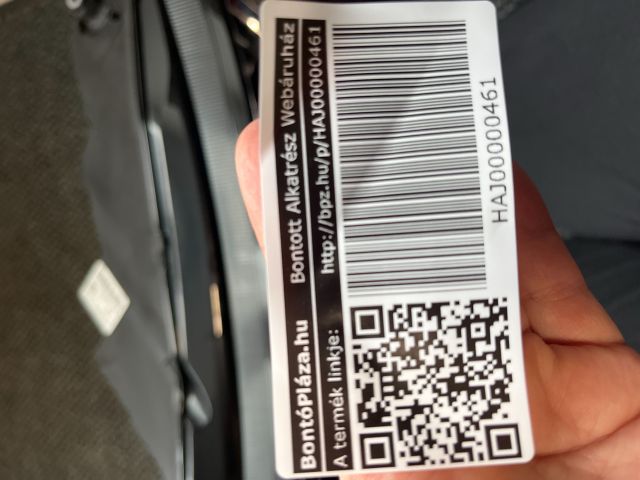 BontóPláza.hu Bontott Alkatrész Webáruház
A termék linkje: http://bpz.hu/p/HAJ00000461
HAJ00000461